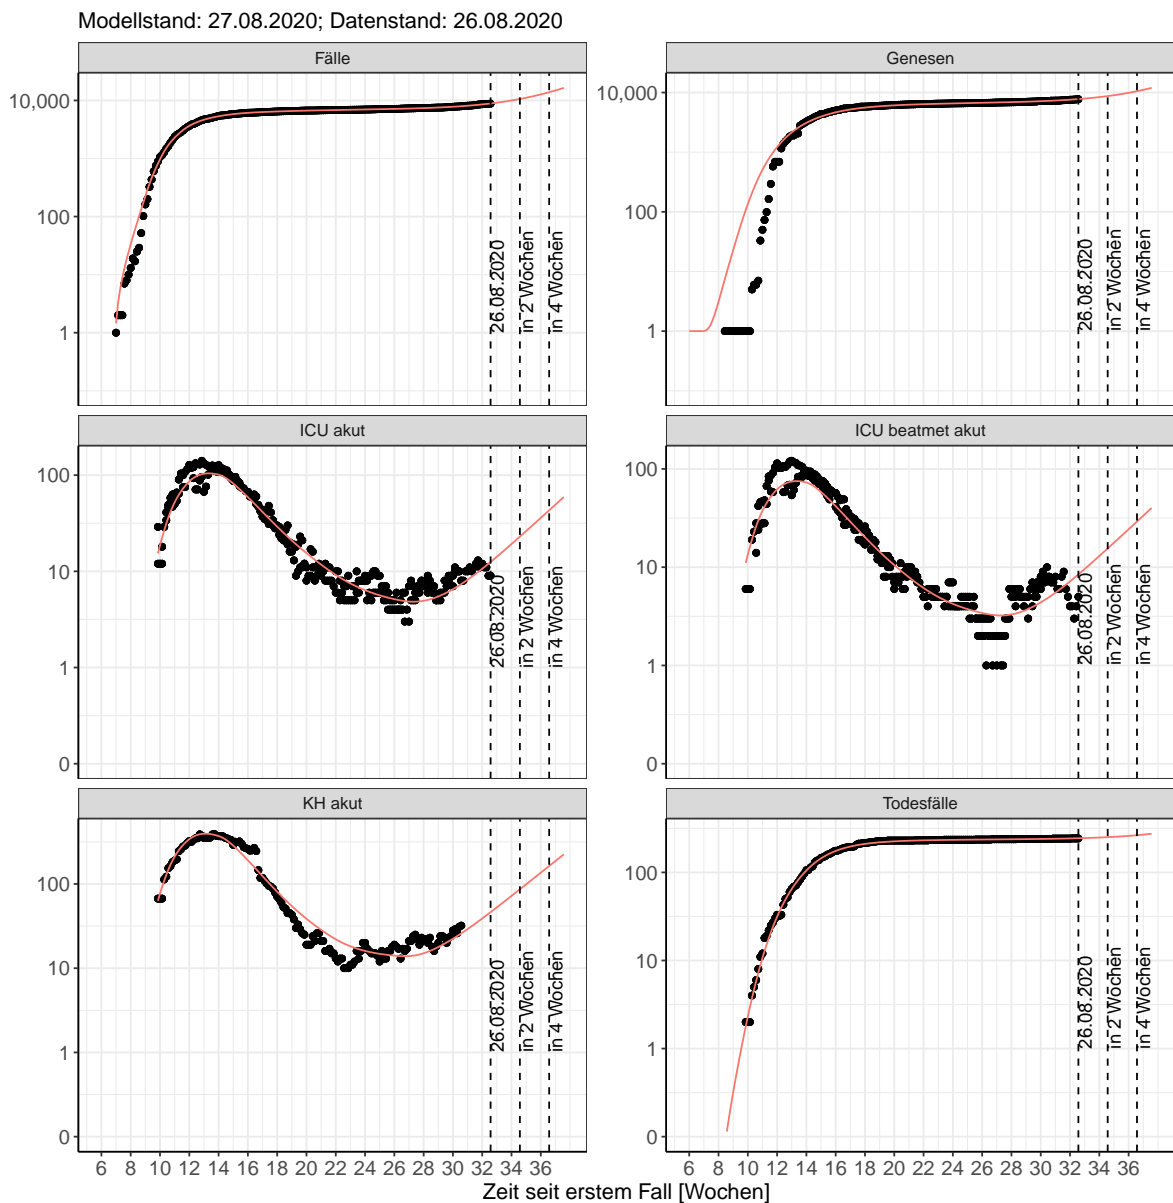 Modellstand: 27.08.2020; Datenstand: 26.08.2020
Fälle
Genesen
10,000
100
1
26.08.2020
in 2 Wochen
in 4 Wochen
10,000
100
1
26.08.2020
in 2 Wochen
in 4 Wochen
ICU akut
ICU beatmet akut
100
10
1
0
26.08.2020
in 2 Wochen
in 4 Wochen
100
10
1
0
26.08.2020
in 2 Wochen
in 4 Wochen
KH akut
Todesfälle
100
10
1
0
26.08.2020
in 2 Wochen
in 4 Wochen
100
10
1
0
26.08.2020
in 2 Wochen
in 4 Wochen
6 8 10 12 14 16 18 20 22 24 26 28 30 32 34 36
6 8 10 12 14 16 18 20 22 24 26 28 30 32 34 36
Zeit seit erstem Fall [Wochen]